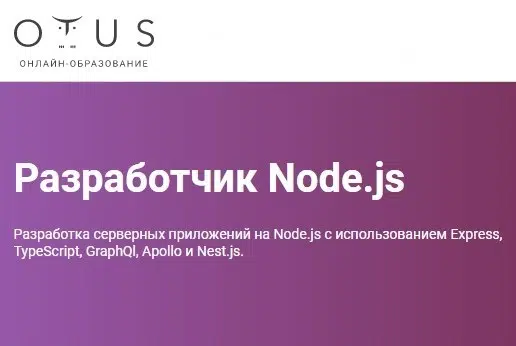 OTUS
ОНЛАЙН-ОБРАЗОВАНИЕ
Разработчик Node.js
Разработка серверных приложений на Node.js с использованием Express,
TypeScript, GraphQl, Apollo и Nest.js.